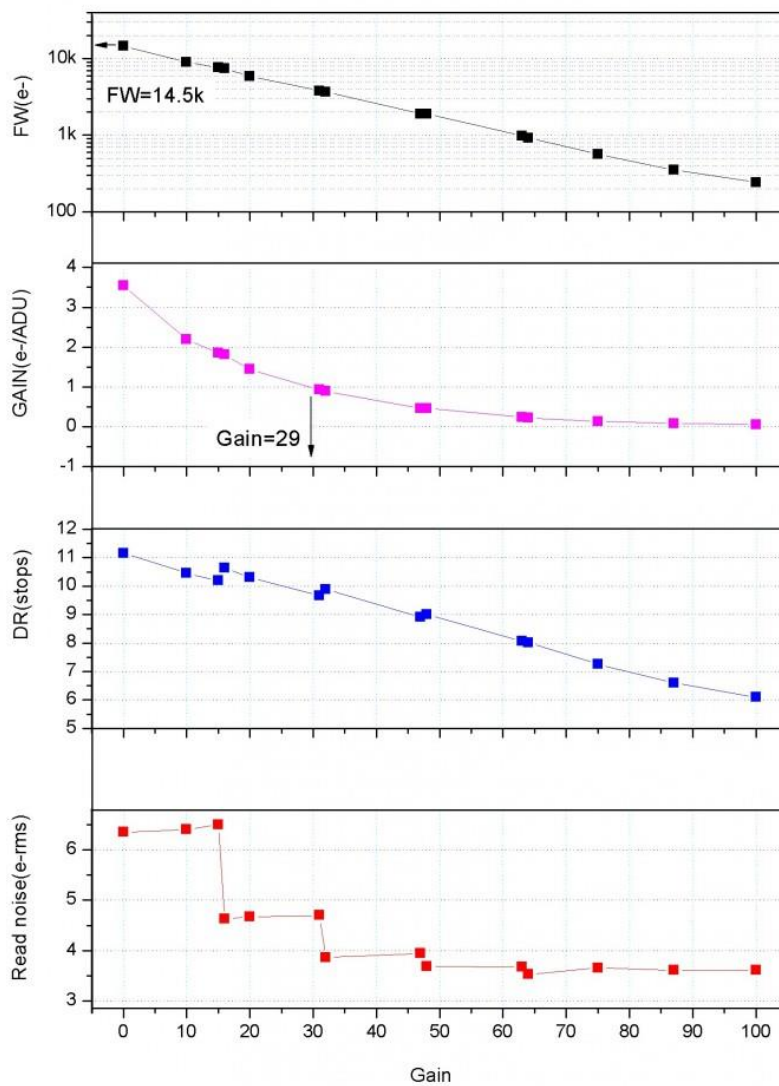 FW(e-)
10k
1k
100
FW=14.5k
GAIN(e-/ADU)
4
3
2
1
0
-1
Gain=29
DR(stops)
12
11
10
9
8
7
6
5
Read noise(e-rms)
6
5
4
3
0 10 20 30 40 50 60 70 80 90 100
Gain